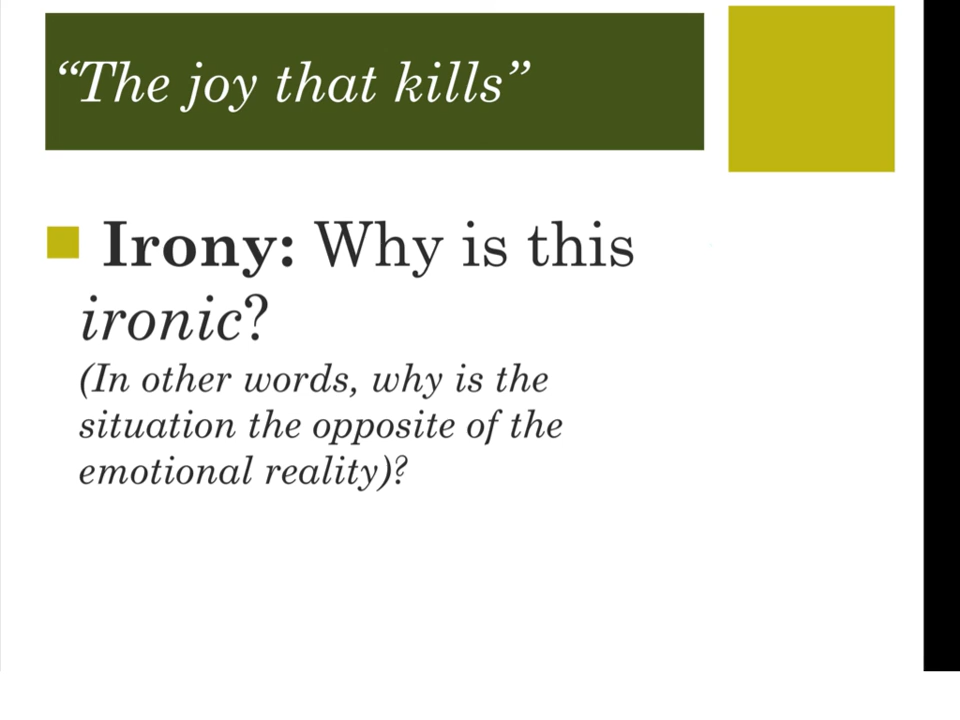 “The joy that kills”
Irony: Why is this
ironic?
(In other words, why is the
situation the opposite of the
emotional reality)?